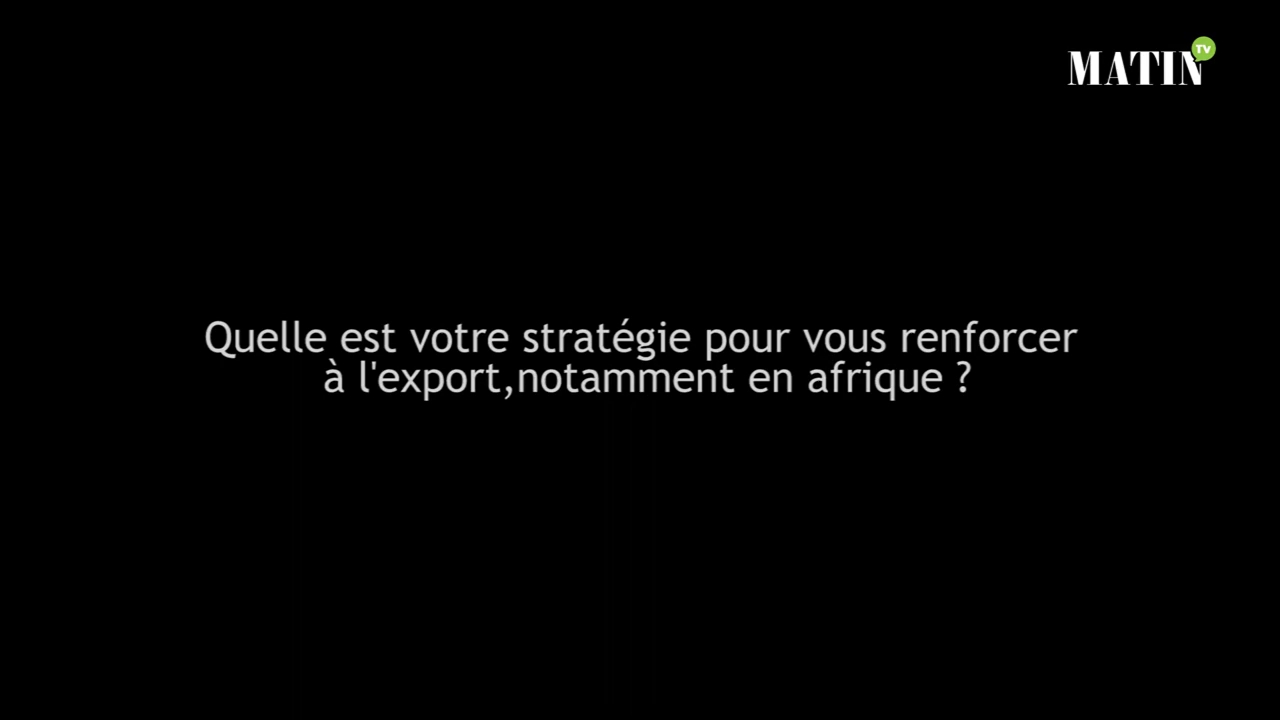 MATIN TV
Quelle est votre stratégie pour vous renforcer
à l'export,notamment en afrique ?